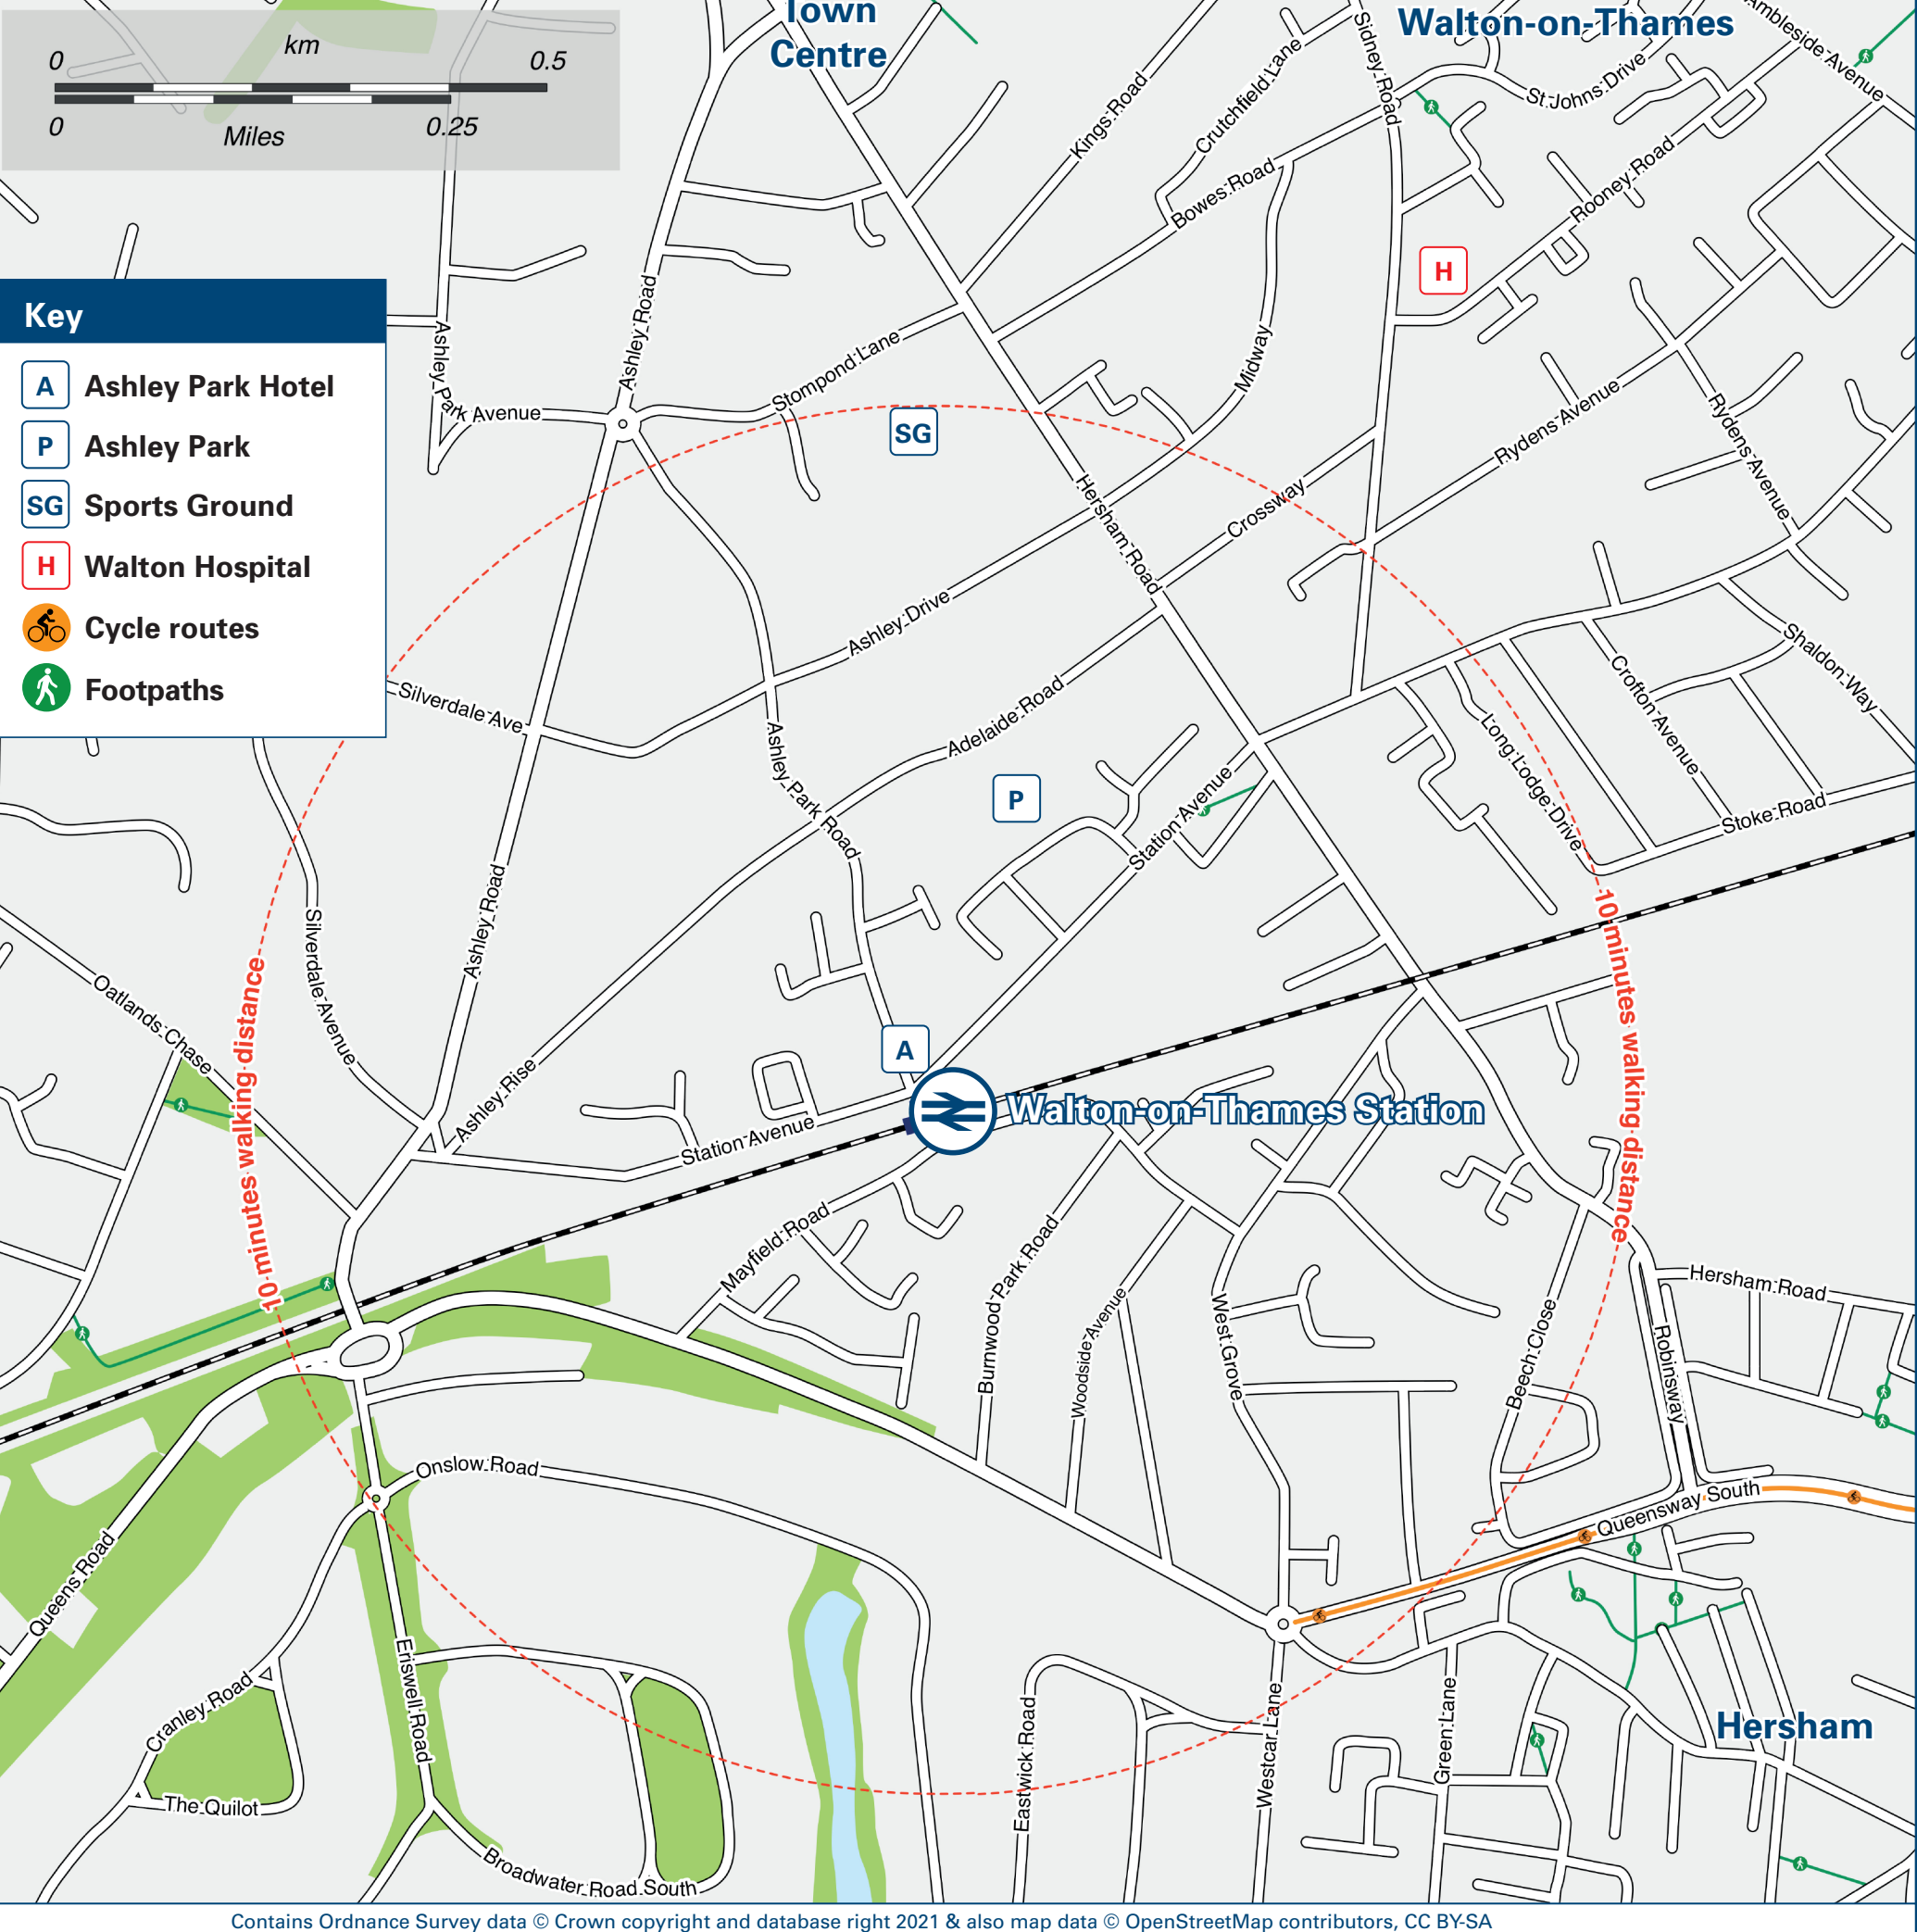 Town
Centre
Walton-on-Thames
Ambleside Avenue
km
0
0.5
0
0.25
Miles
Sidney Road
St Johns Drive
Kings Road
Crutchfield Lane
Bowes Road
Rooney Road
H
Key
A Ashley Park Hotel
P Ashley Park
SG Sports Ground
H Walton Hospital
Cycle routes
Footpaths
Ashley Road
Ashley Park Avenue
Stompond Lane
SG
Midway
Hersham Road
Crossway
Rydens Avenue
Rydens Avenue
Ashley Drive
Silverdale Ave
Adelaide Road
Ashley Park Road
P
Station Avenue
Long Lodge Drive
Crofton Avenue
Shaldon Way
Stoke Road
Ashley Road
Silverdale Avenue
Oatlands Chase
10 minutes walking distance
10 minutes walking distance
Ashley Rise
A
Walton-on-Thames Station
Station Avenue
Mayfield Road
Burnwood Park Road
Woodside Avenue
West Grove
Beech Close
Hersham Road
Robinsway
Queensway South
Onslow Road
Queens Road
Cranley Road
Eriswell Road
The Quilot
Broadwater Road South
Eastwick Road
Westcar Lane
Green Lane
Hersham
Contains Ordnance Survey data © Crown copyright and database right 2021 & also map data © OpenStreetMap contributors, CC BY-SA